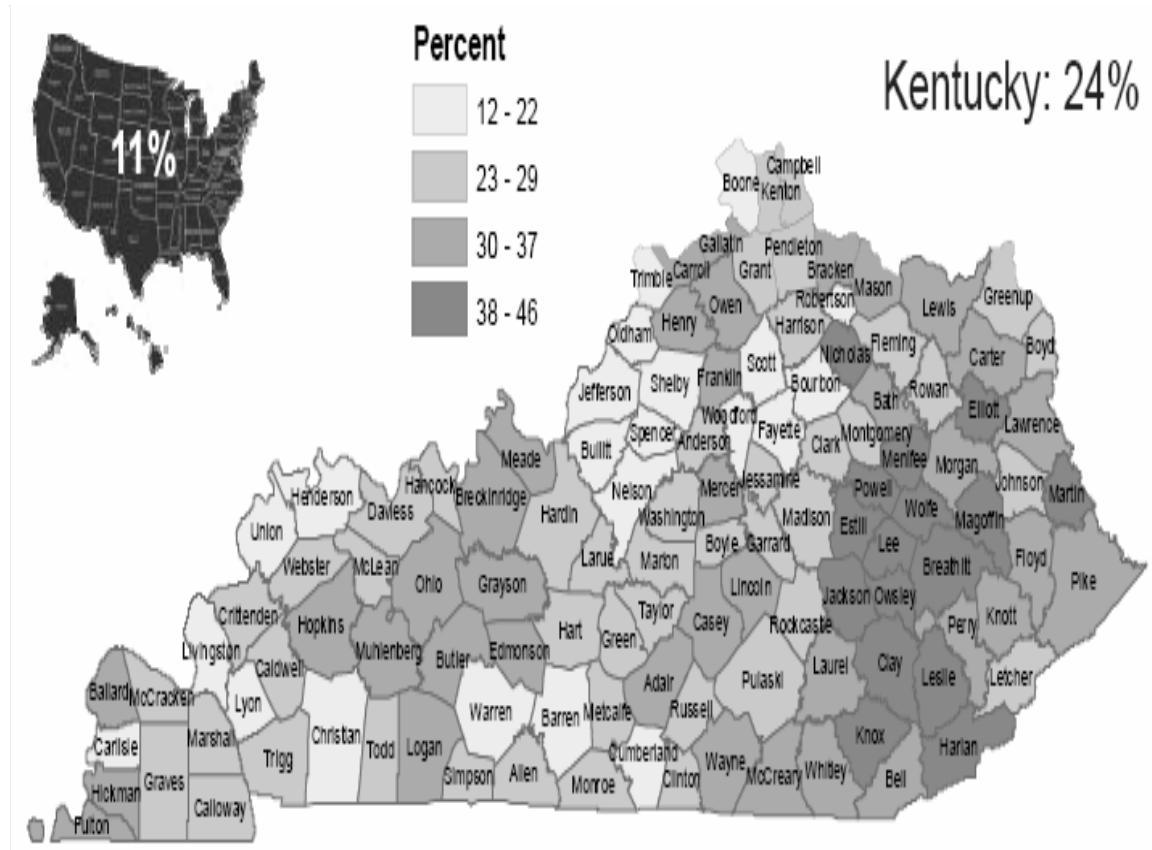 Percent
12 - 22
23 - 29
30 - 37
38 - 46
Kentucky: 24%
11%
Campbell
Boone
Kenton
Gallatin
Pendleton
Trimble
Carroll
Grant
Bracken
Mason
Robertson
Lewis
Greenup
Owen
Henry
Oldham
Harrison
Nicholas
Fleming
Carter
Boyd
Scott
Jefferson
Shelby
Franklin
Bourbon
Bath
Rowan
Elliott
Lawrence
Woodford
Fayette
Spencer
Anderson
Clark
Montgomery
Menifee
Bullitt
Meade
Morgan
Hancock
Breckinridge
Henderson
Daviess
Nelson
Mercer
Jessamine
Powell
Johnson
Martin
Wolfe
Magoffin
Union
Hardin
Washington
Madison
Estill
Lee
Webster
McLean
Larue
Marion
Boyle
Garrard
Floyd
Breathitt
Pike
Ohio
Grayson
Lincoln
Jackson
Owsley
Crittenden
Hopkins
Hart
Taylor
Green
Casey
Rockcastle
Perry
Knott
Livingston
Caldwell
Muhlenberg
Butler
Edmonson
Adair
Pulaski
Laurel
Clay
Leslie
Letcher
Ballard
McCracken
Lyon
Warren
Barren
Metcalfe
Russell
Carlisle
Marshall
Christian
Todd
Logan
Trigg
Knox
Harlan
Cumberland
Wayne
McCreary
Whitley
Bell
Hickman
Graves
Simpson
Allen
Monroe
Clinton
Calloway
Fulton